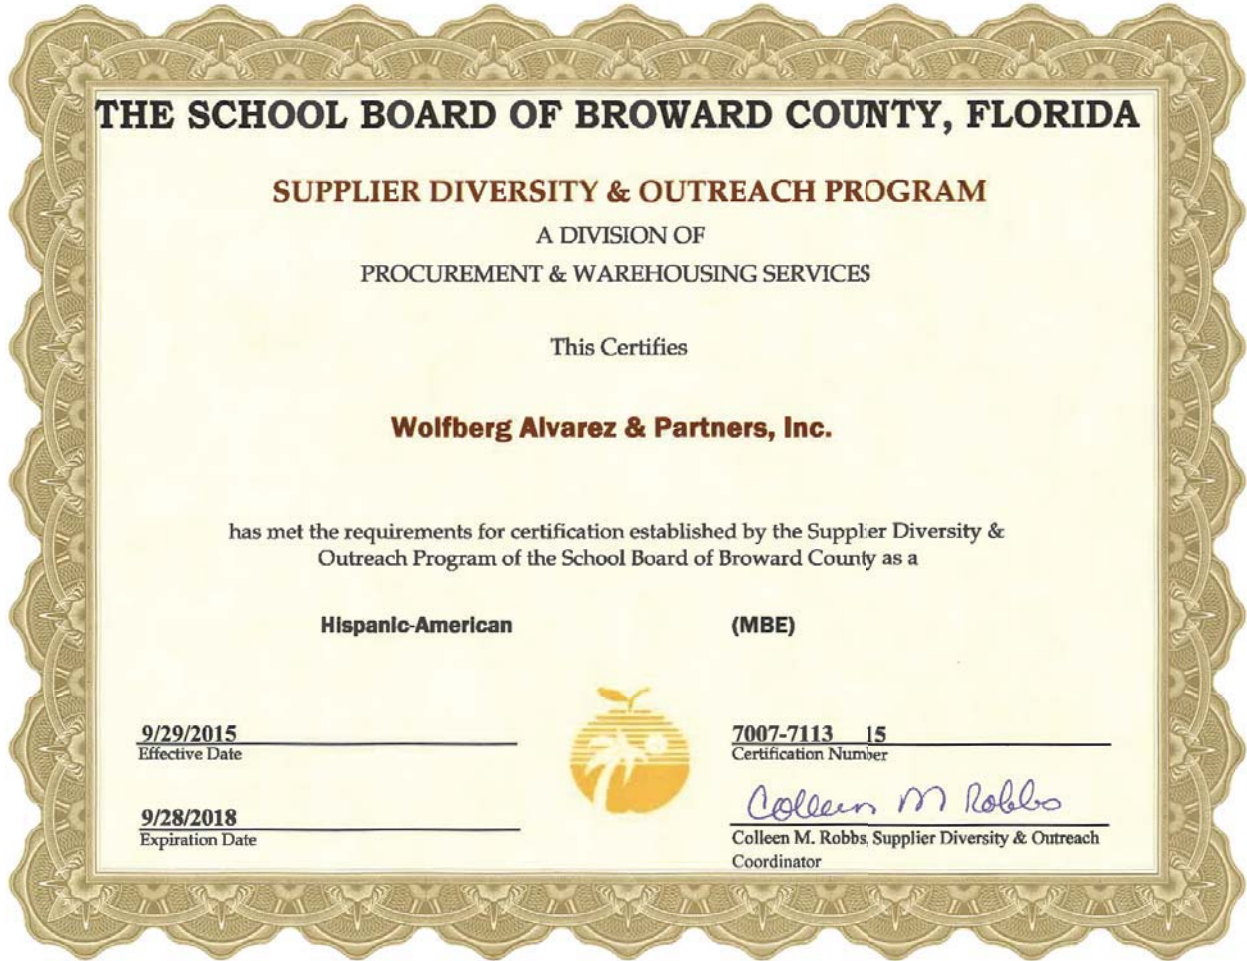 THE SCHOOL BOARD OF BROWARD COUNTY, FLORIDA
SUPPLIER DIVERSITY & OUTREACH PROGRAM
A DIVISION OF
PROCUREMENT & WAREHOUSING SERVICES
This Certifies
Wolfberg Alvarez & Partners, Inc.
has met the requirements for certification established by the Supplier Diversity &
Outreach Program of the School Board of Broward County as a
Hispanic-American (MBE)
9/29/2015
Effective Date
7007-7113 15
Certification Number
Colleen M Robbs
9/28/2018
Expiration Date
Colleen M. Robbs, Supplier Diversity & Outreach
Coordinator